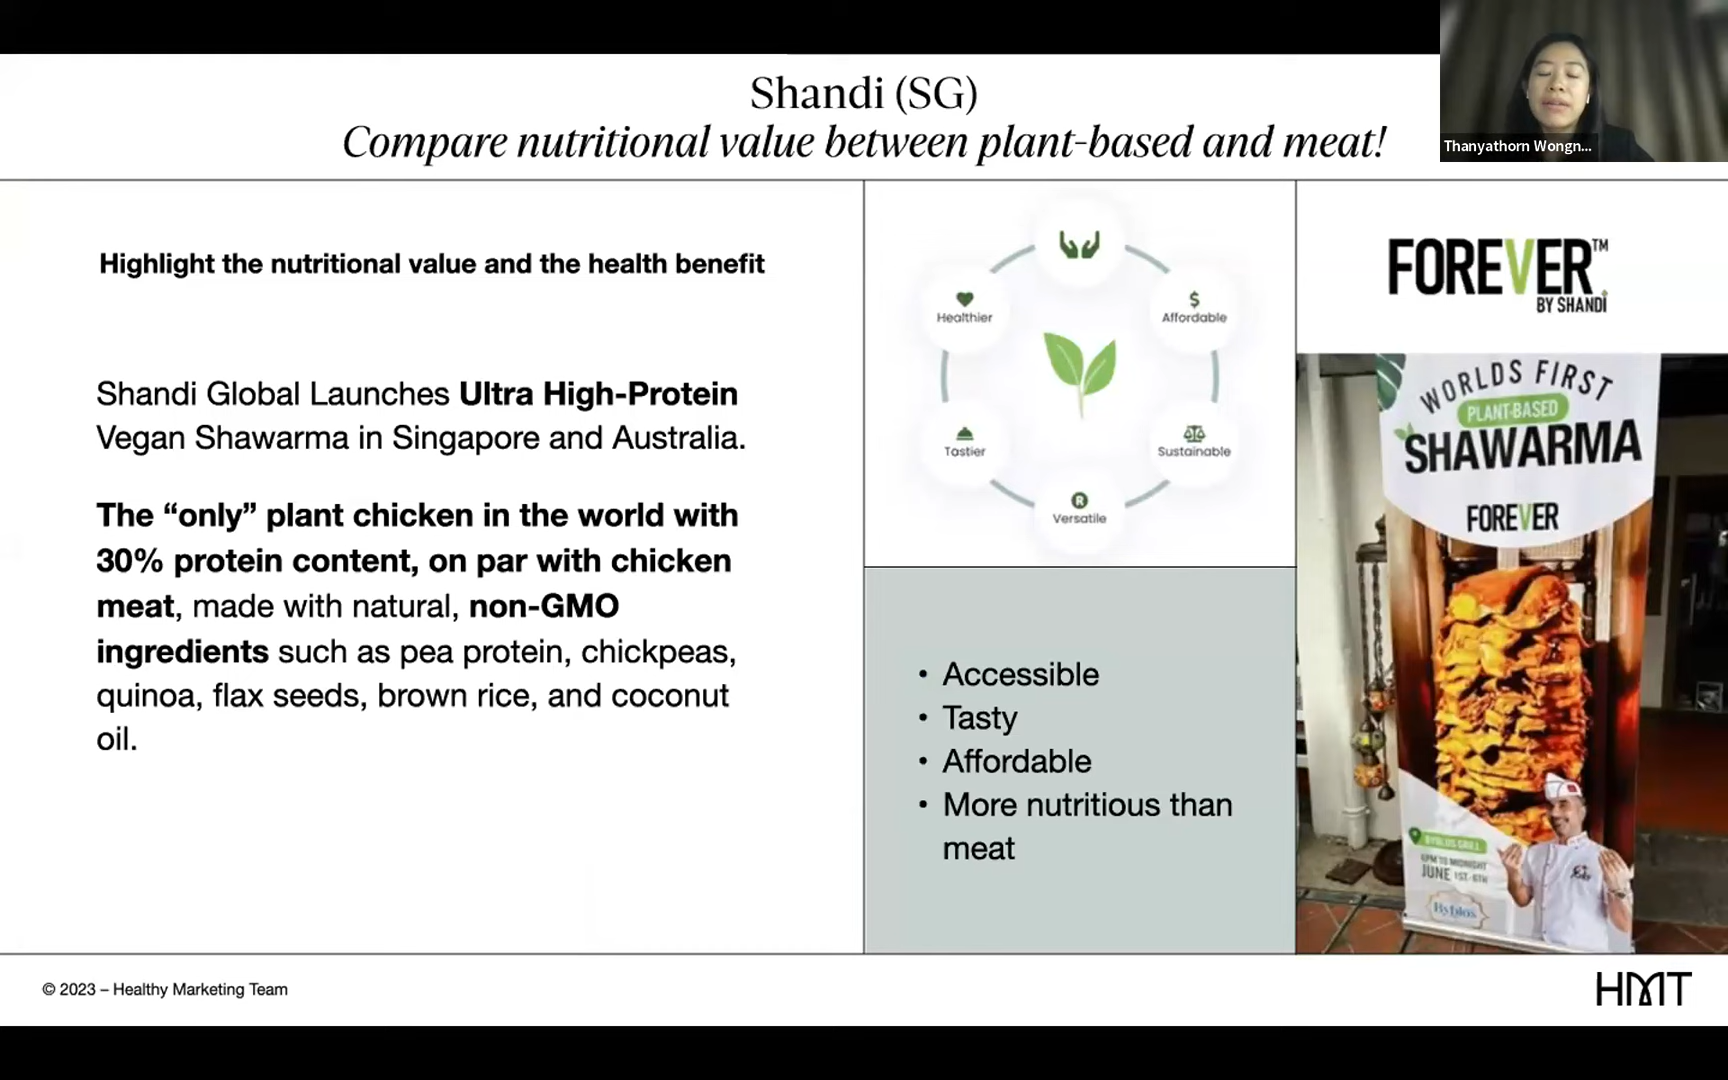 Shandi (SG)
Compare nutritional value between plant-based and meat!
Thanyathorn Wongn...
Highlight the nutritional value and the health benefit
Shandi Global Launches Ultra High-Protein
Vegan Shawarma in Singapore and Australia.
The “only” plant chicken in the world with
30% protein content, on par with chicken
meat, made with natural, non-GMO
ingredients such as pea protein, chickpeas,
quinoa, flax seeds, brown rice, and coconut
oil.
Healthier
$
Affordable
Tastier
Sustainable
R
Versatile
• Accessible
• Tasty
• Affordable
• More nutritious than
meat
FOREVER™
BY SHANDI
WORLDS FIRST
PLANT-BASED
SHAWARMA
FOREVER
BYBLOS GRILL
6PM TO MIDNIGHT
JUNE 1ST-6TH
Byblos
© 2023 – Healthy Marketing Team
HMT